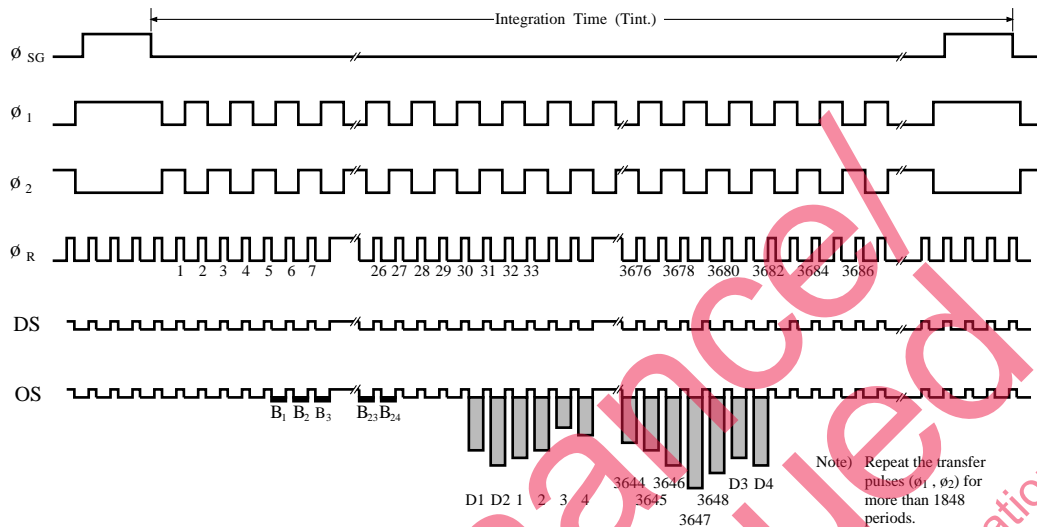 Integration Time (Tint.)
ø SG
ø 1
ø 2
ø R
1 2 3 4 5 6 7 26 27 28 29 30 31 32 33 3676 3678 3680 3682 3684 3686
DS
OS
B1 B2 B3 B23 B24
D1 D2 1 2 3 4 3644 3645 3646 3647 3648 D3 D4
Note) Repeat the transfer
pulses (ø1 , ø2) for
more than 1848
periods.